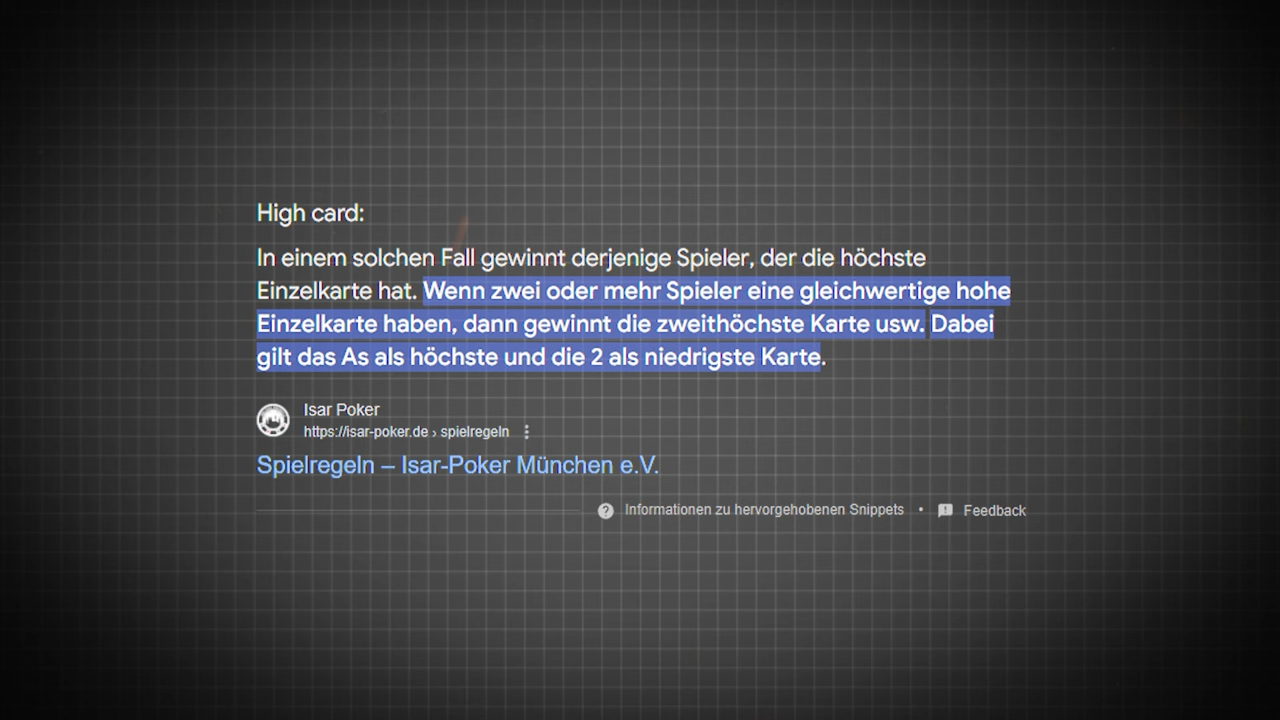 High card:
In einem solchen Fall gewinnt derjenige Spieler, der die höchste
Einzelkarte hat. Wenn zwei oder mehr Spieler eine gleichwertige hohe
Einzelkarte haben, dann gewinnt die zweithöchste Karte usw. Dabei
gilt das As als höchste und die 2 als niedrigste Karte.
Isar Poker
https://isar-poker.de › spielregeln
Spielregeln – Isar-Poker München e.V.
Informationen zu hervorgehobenen Snippets • Feedback